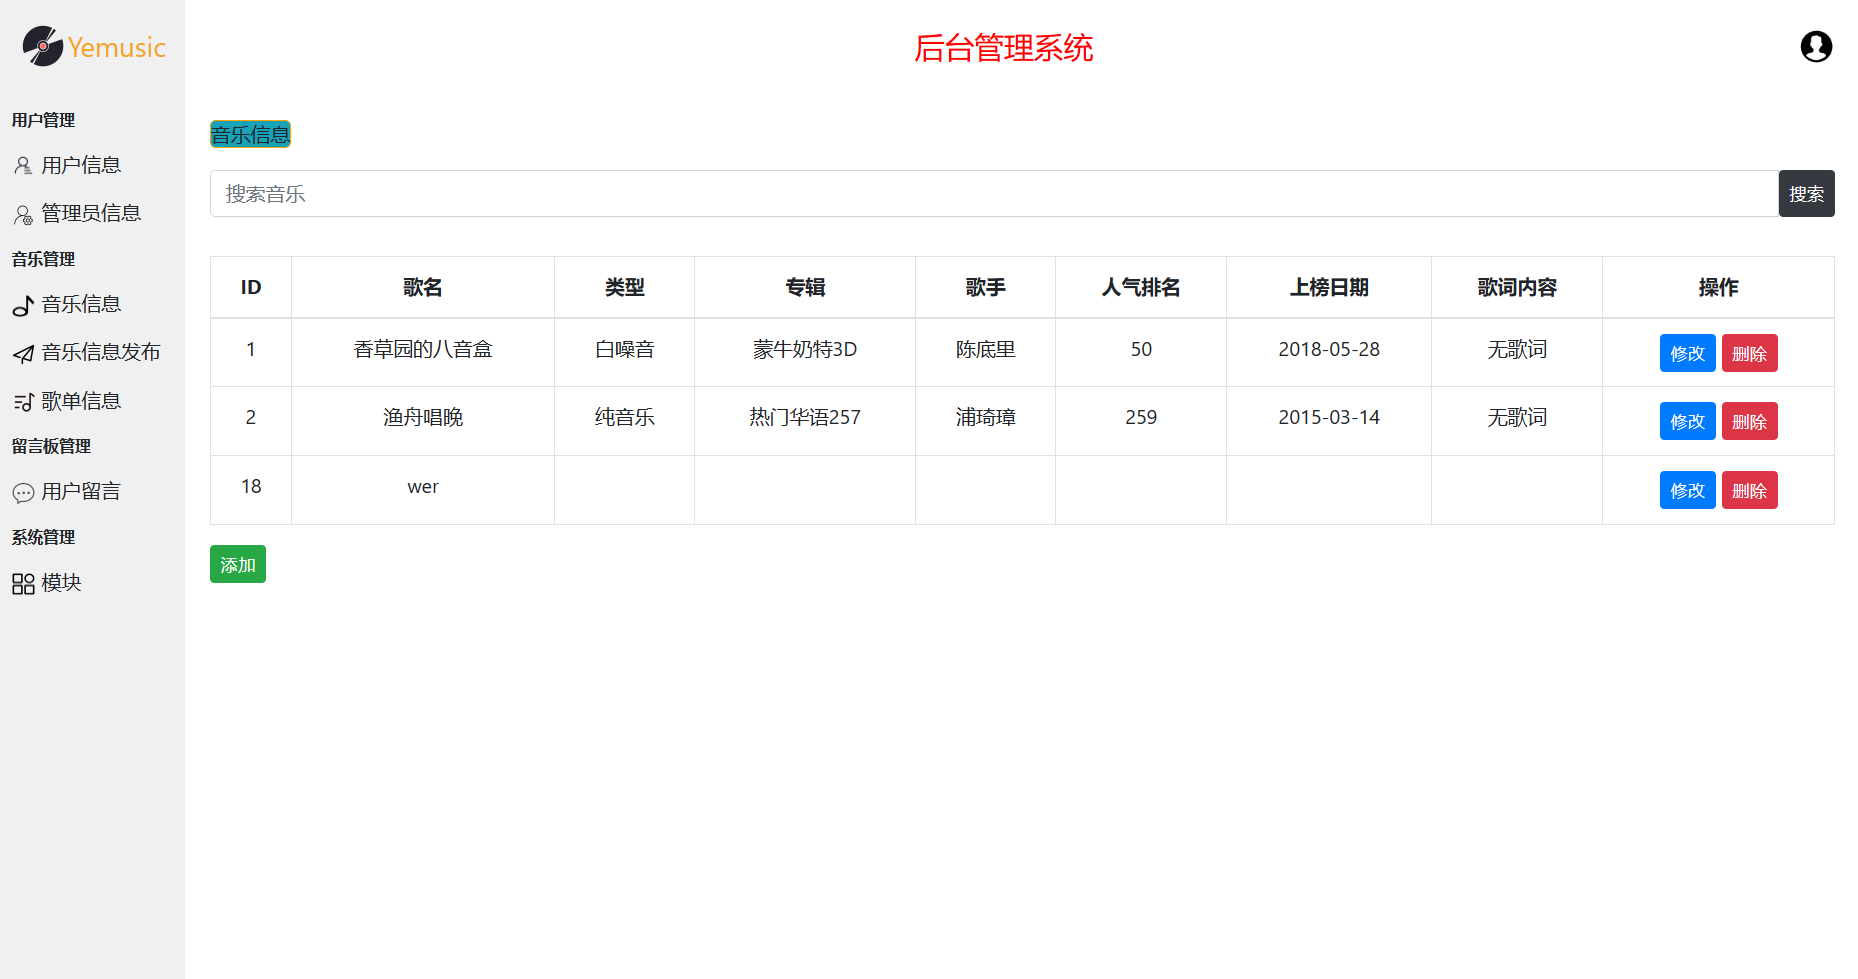 Yemusic
后台管理系统
用户管理
用户信息
管理员信息
音乐管理
音乐信息
音乐信息发布
歌单信息
留言板管理
用户留言
系统管理
模块
音乐信息
搜索音乐 搜索
ID 歌名 类型 专辑 歌手 人气排名 上榜日期 歌词内容 操作
1 香草园的八音盒 白噪音 蒙牛奶特3D 陈底里 50 2018-05-28 无歌词 修改 删除
2 渔舟唱晚 纯音乐 热门华语257 浦琦璋 259 2015-03-14 无歌词 修改 删除
18 wer 修改 删除
添加